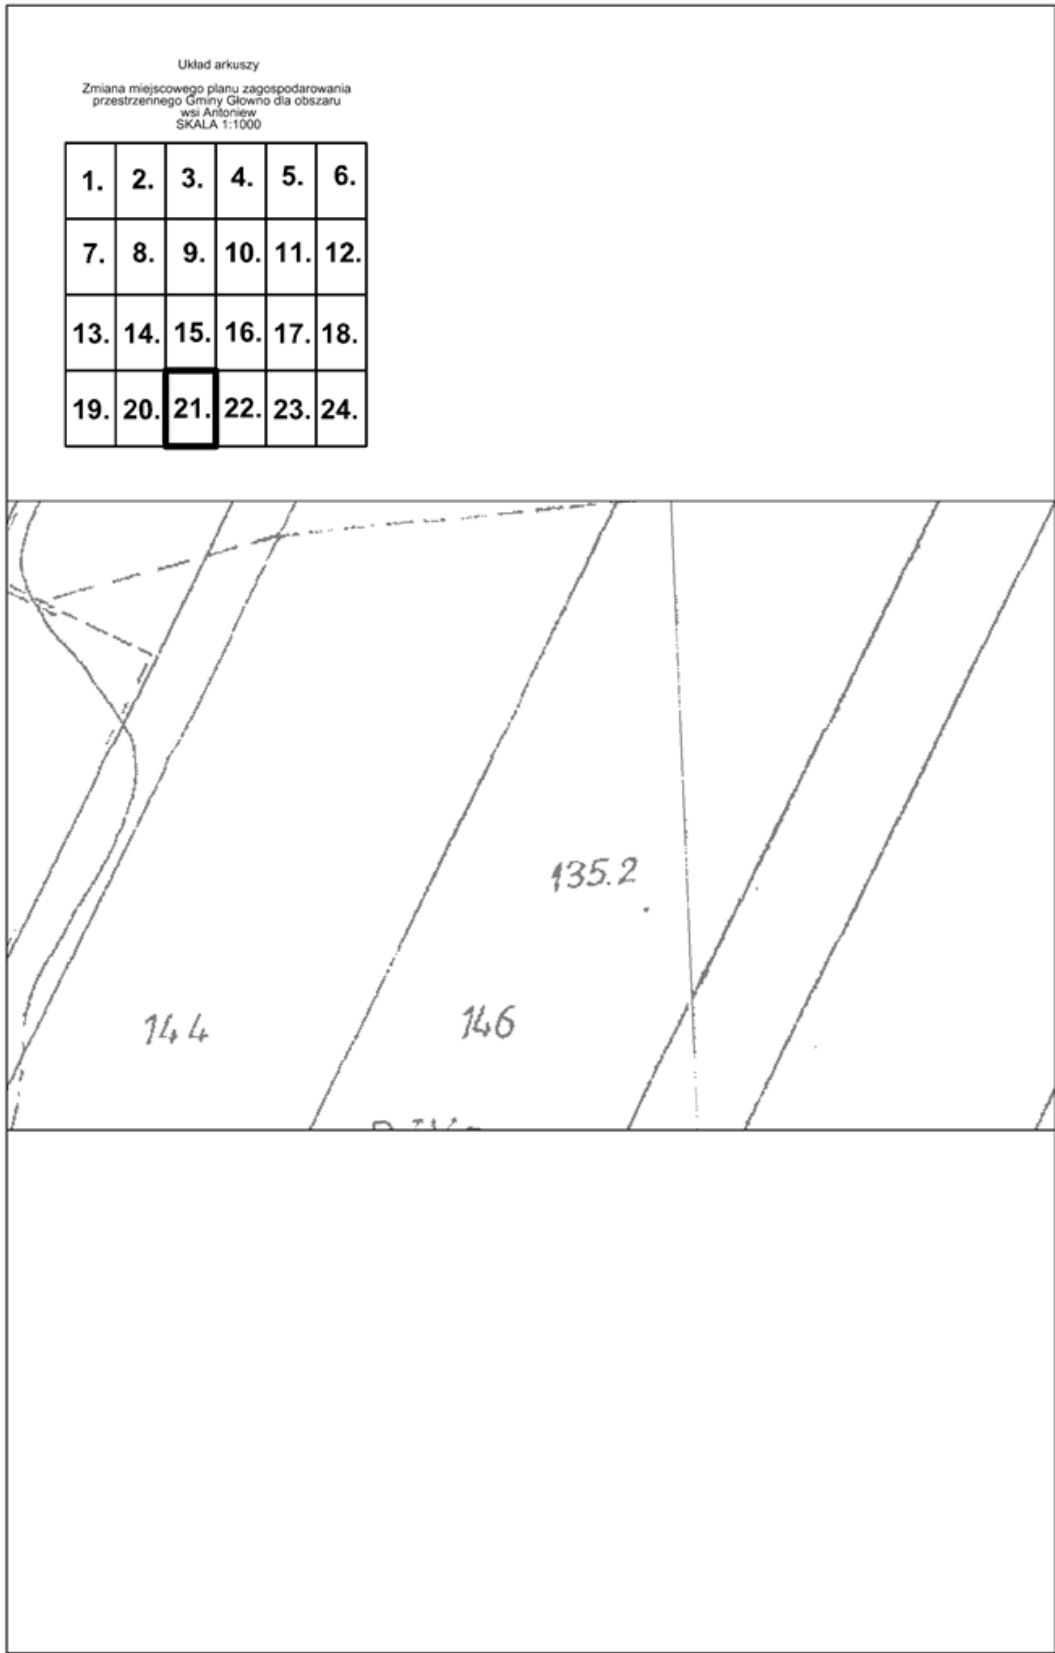 Układ arkuszy
Zmiana miejscowego planu zagospodarowania
przestrzennego Gminy Głowno dla obszaru
wsi Antoniew
SKALA 1:1000
1. 2. 3. 4. 5. 6.
7. 8. 9. 10. 11. 12.
13. 14. 15. 16. 17. 18.
19. 20. 21. 22. 23. 24.
135.2
144 146